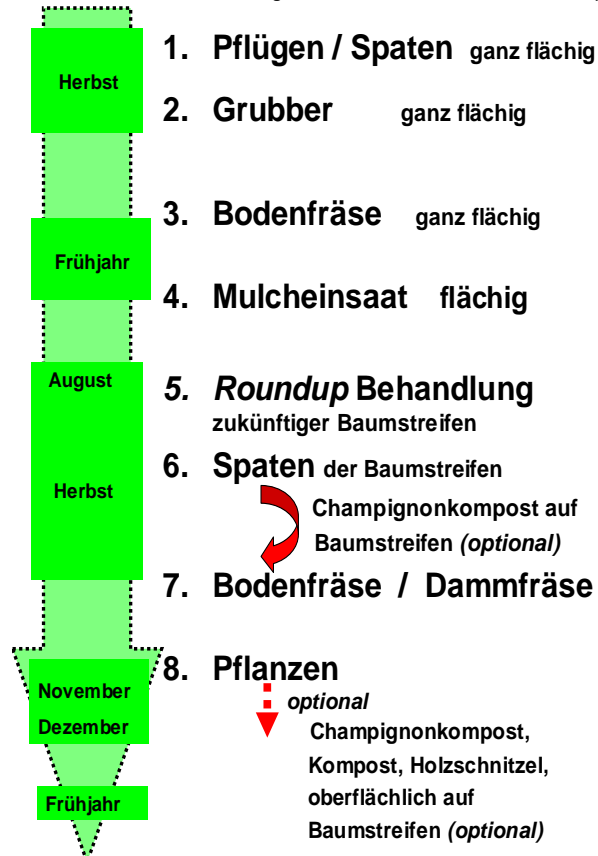 1. Pflügen / Spaten ganz flächig
Herbst
2. Grubber ganz flächig
3. Bodenfräse ganz flächig
Frühjahr
4. Mulcheinsaat flächig
August
5. Roundup Behandlung
zukünftiger Baumstreifen
6. Spaten der Baumstreifen
Herbst
Champignonkompost auf
Baumstreifen (optional)
7. Bodenfräse / Dammfräse
8. Pflanzen
November
optional
Dezember
Champignonkompost,
Kompost, Holzschnitzel,
Frühjahr
oberflächlich auf
Baumstreifen (optional)